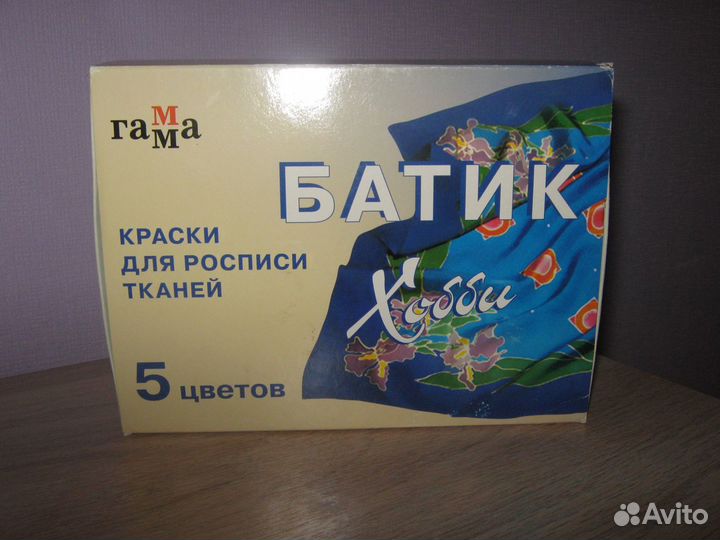 гамма
БАТИК
КРАСКИ
ДЛЯ РОСПИСИ
ТКАНЕЙ
Хобби
5 цветов
Avito